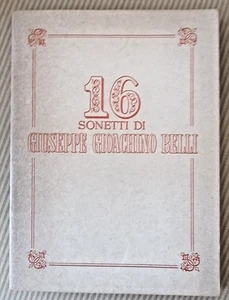 16
SONETTI DI
GIUSEPPE GIOACHINO BELLI